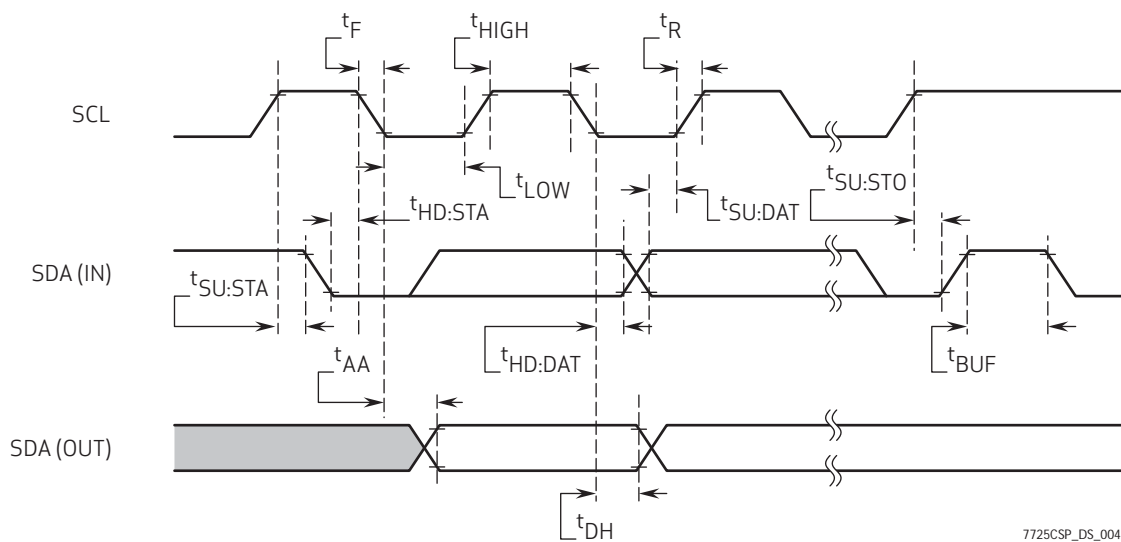 tF
tHIGH
tR
SCL
tLOW
tSU:STO
tHD:STA
tSU:DAT
SDA (IN)
tSU:STA
tAA
tHD:DAT
tBUF
SDA (OUT)
tDH
7725CSP_DS_004